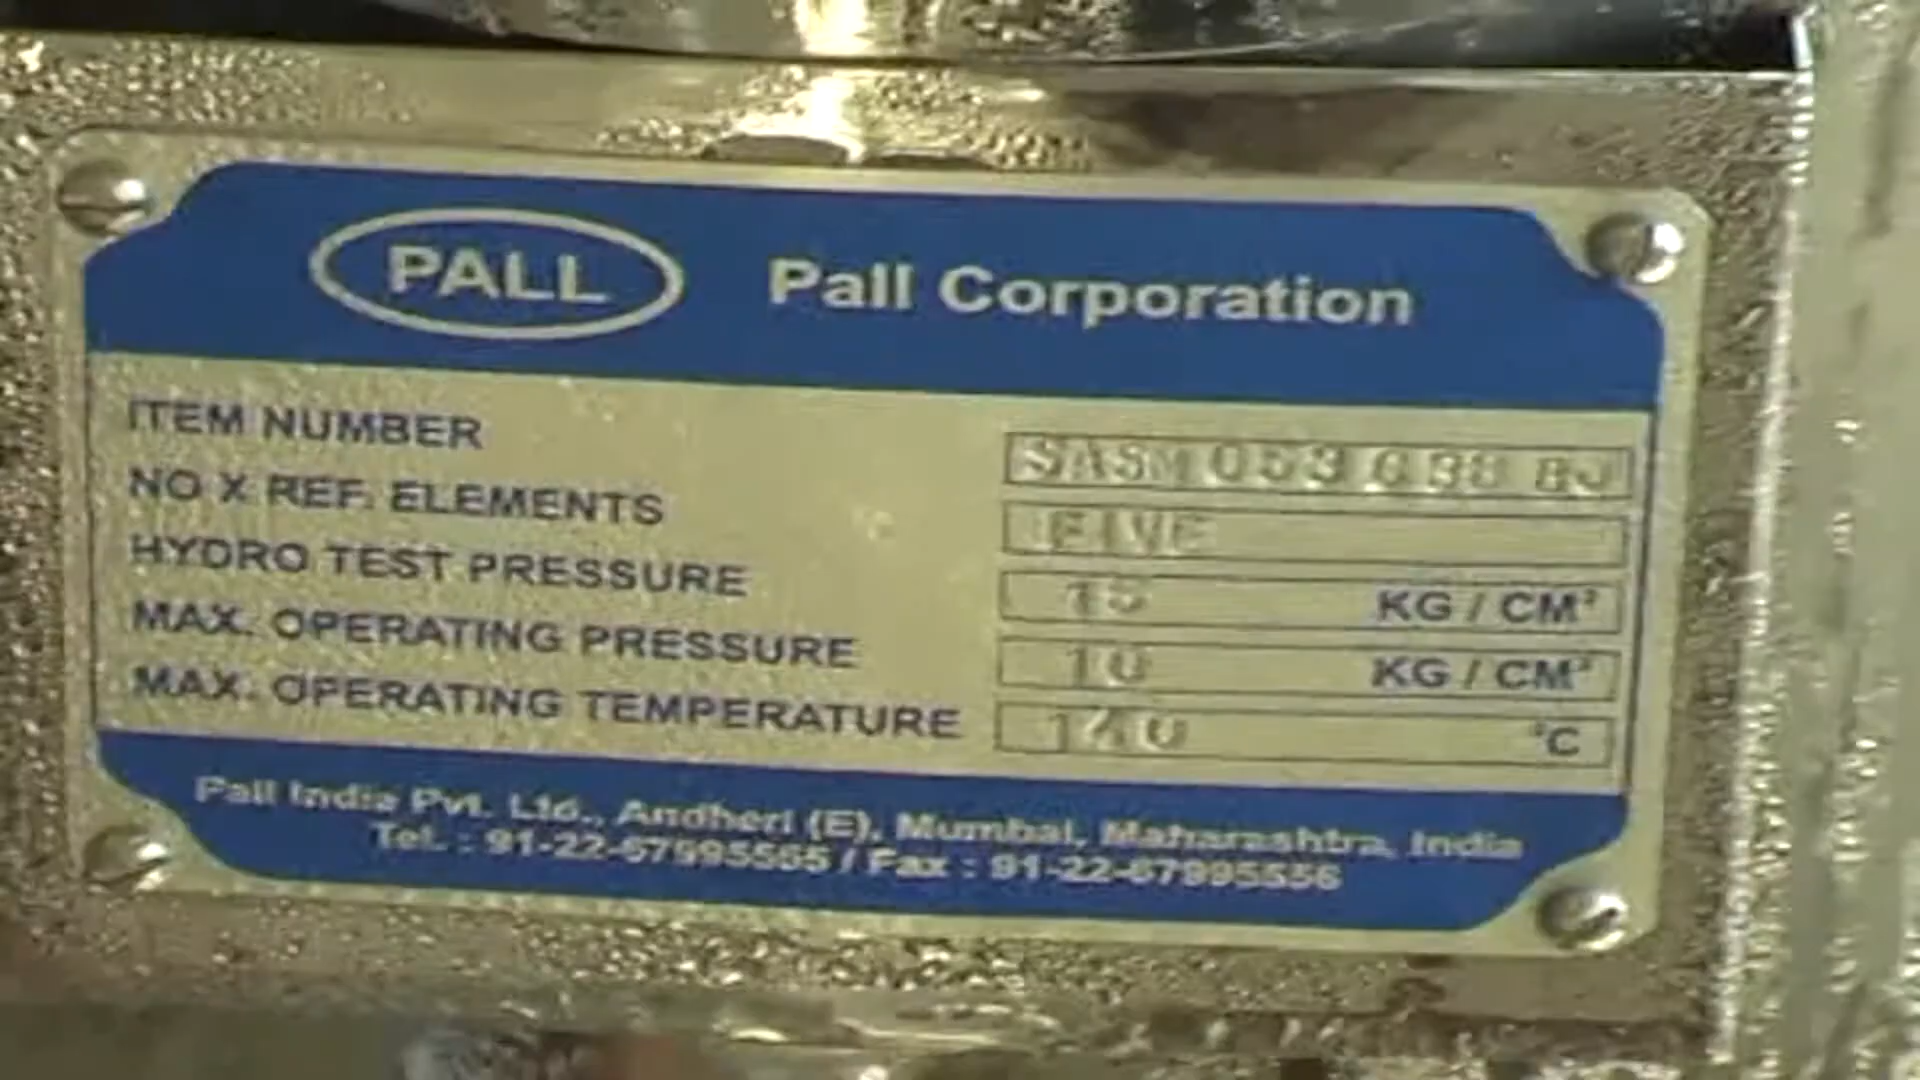 PALL Pall Corporation
ITEM NUMBER
NO X REF. ELEMENTS FIVE
HYDRO TEST PRESSURE 15 KG / CM²
MAX. OPERATING PRESSURE 10 KG / CM²
MAX. OPERATING TEMPERATURE 140 °C
Pall India Pvt. Ltd., Andheri (E), Mumbai, Maharashtra, India
Tel. : 91-22-67995555 / Fax : 91-22-67995556